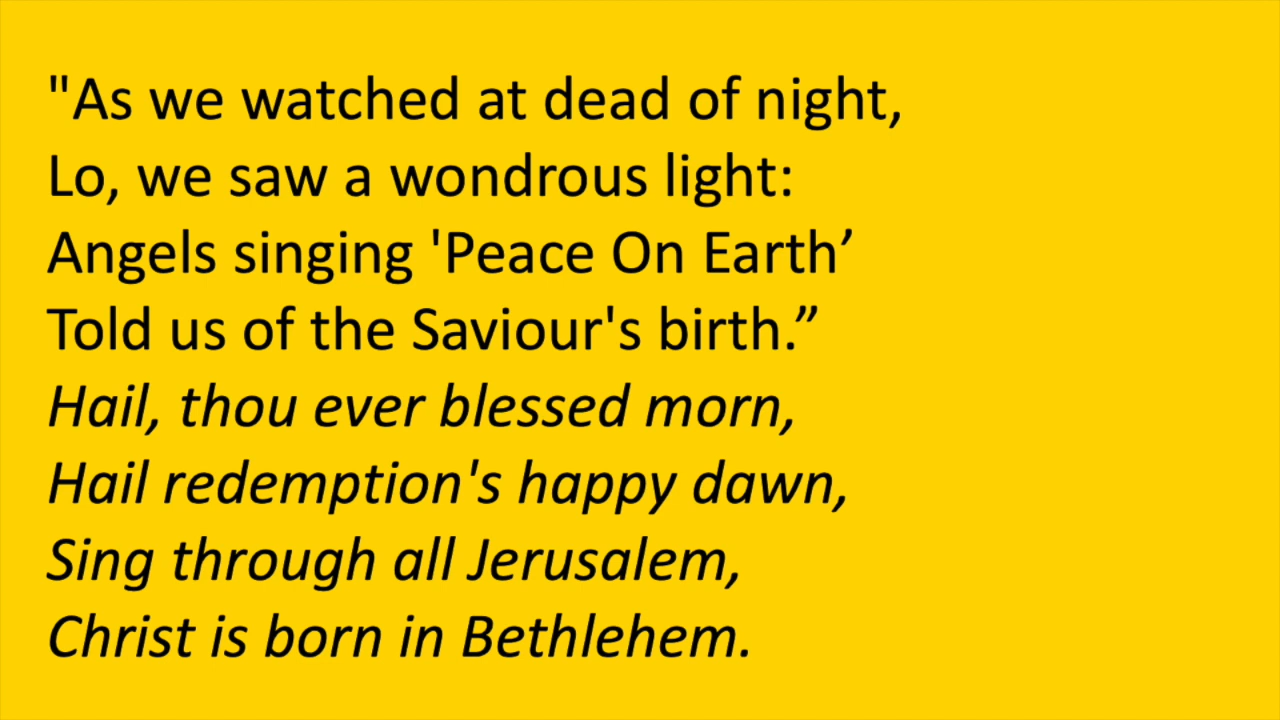 "As we watched at dead of night,
Lo, we saw a wondrous light:
Angels singing 'Peace On Earth’
Told us of the Saviour's birth.”
Hail, thou ever blessed morn,
Hail redemption's happy dawn,
Sing through all Jerusalem,
Christ is born in Bethlehem.